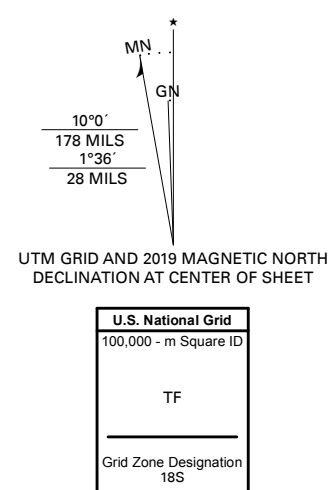 ★
MN
GN
10°0´
178 MILS
1°36´
28 MILS
UTM GRID AND 2019 MAGNETIC NORTH
DECLINATION AT CENTER OF SHEET
U.S. National Grid
100,000 - m Square ID
TF
Grid Zone Designation
18S